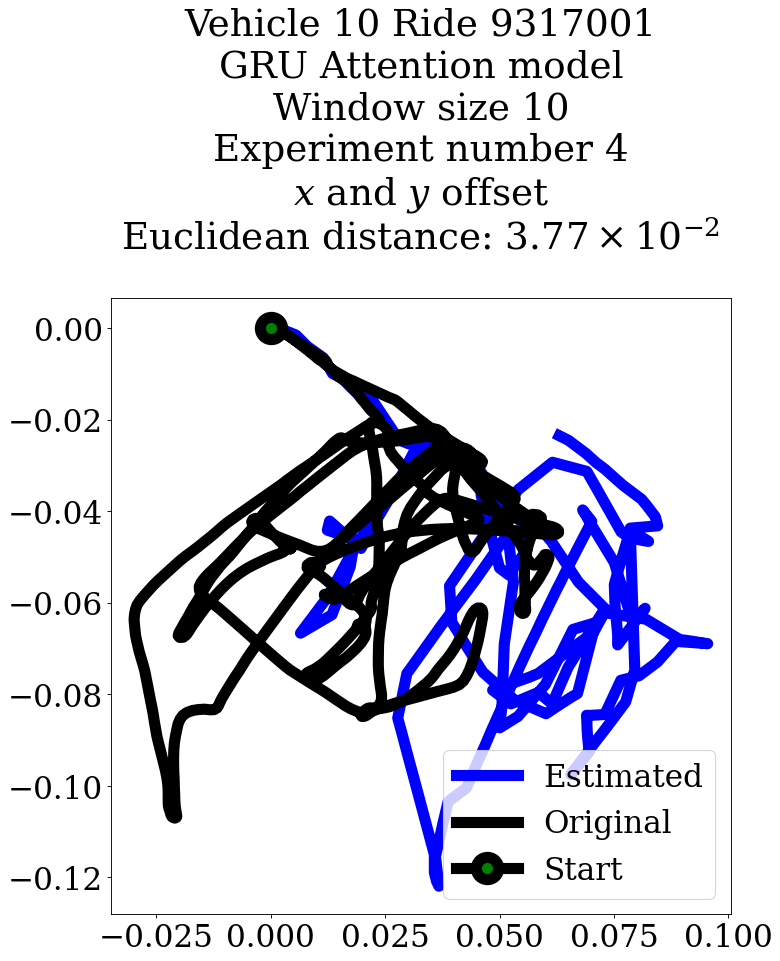 Vehicle 10 Ride 9317001
GRU Attention model
Window size 10
Experiment number 4
x and y offset
Euclidean distance: 3.77 × 10⁻²
0.00
−0.02
−0.04
−0.06
−0.08
−0.10
−0.12
Estimated
Original
Start
−0.025 0.000 0.025 0.050 0.075 0.100